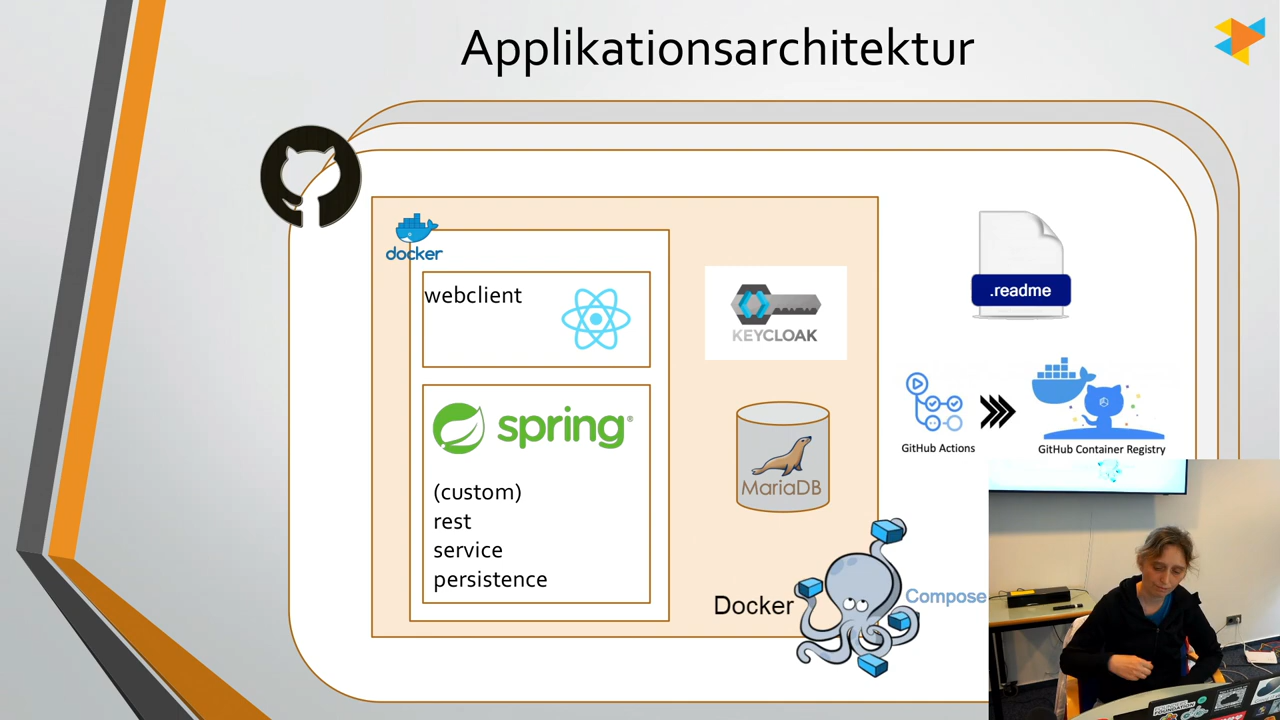 Applikationsarchitektur
docker
webclient
KEYCLOAK
.readme
spring®
GitHub Actions
GitHub Container Registry
MariaDB
(custom)
rest
service
persistence
Docker
Compose